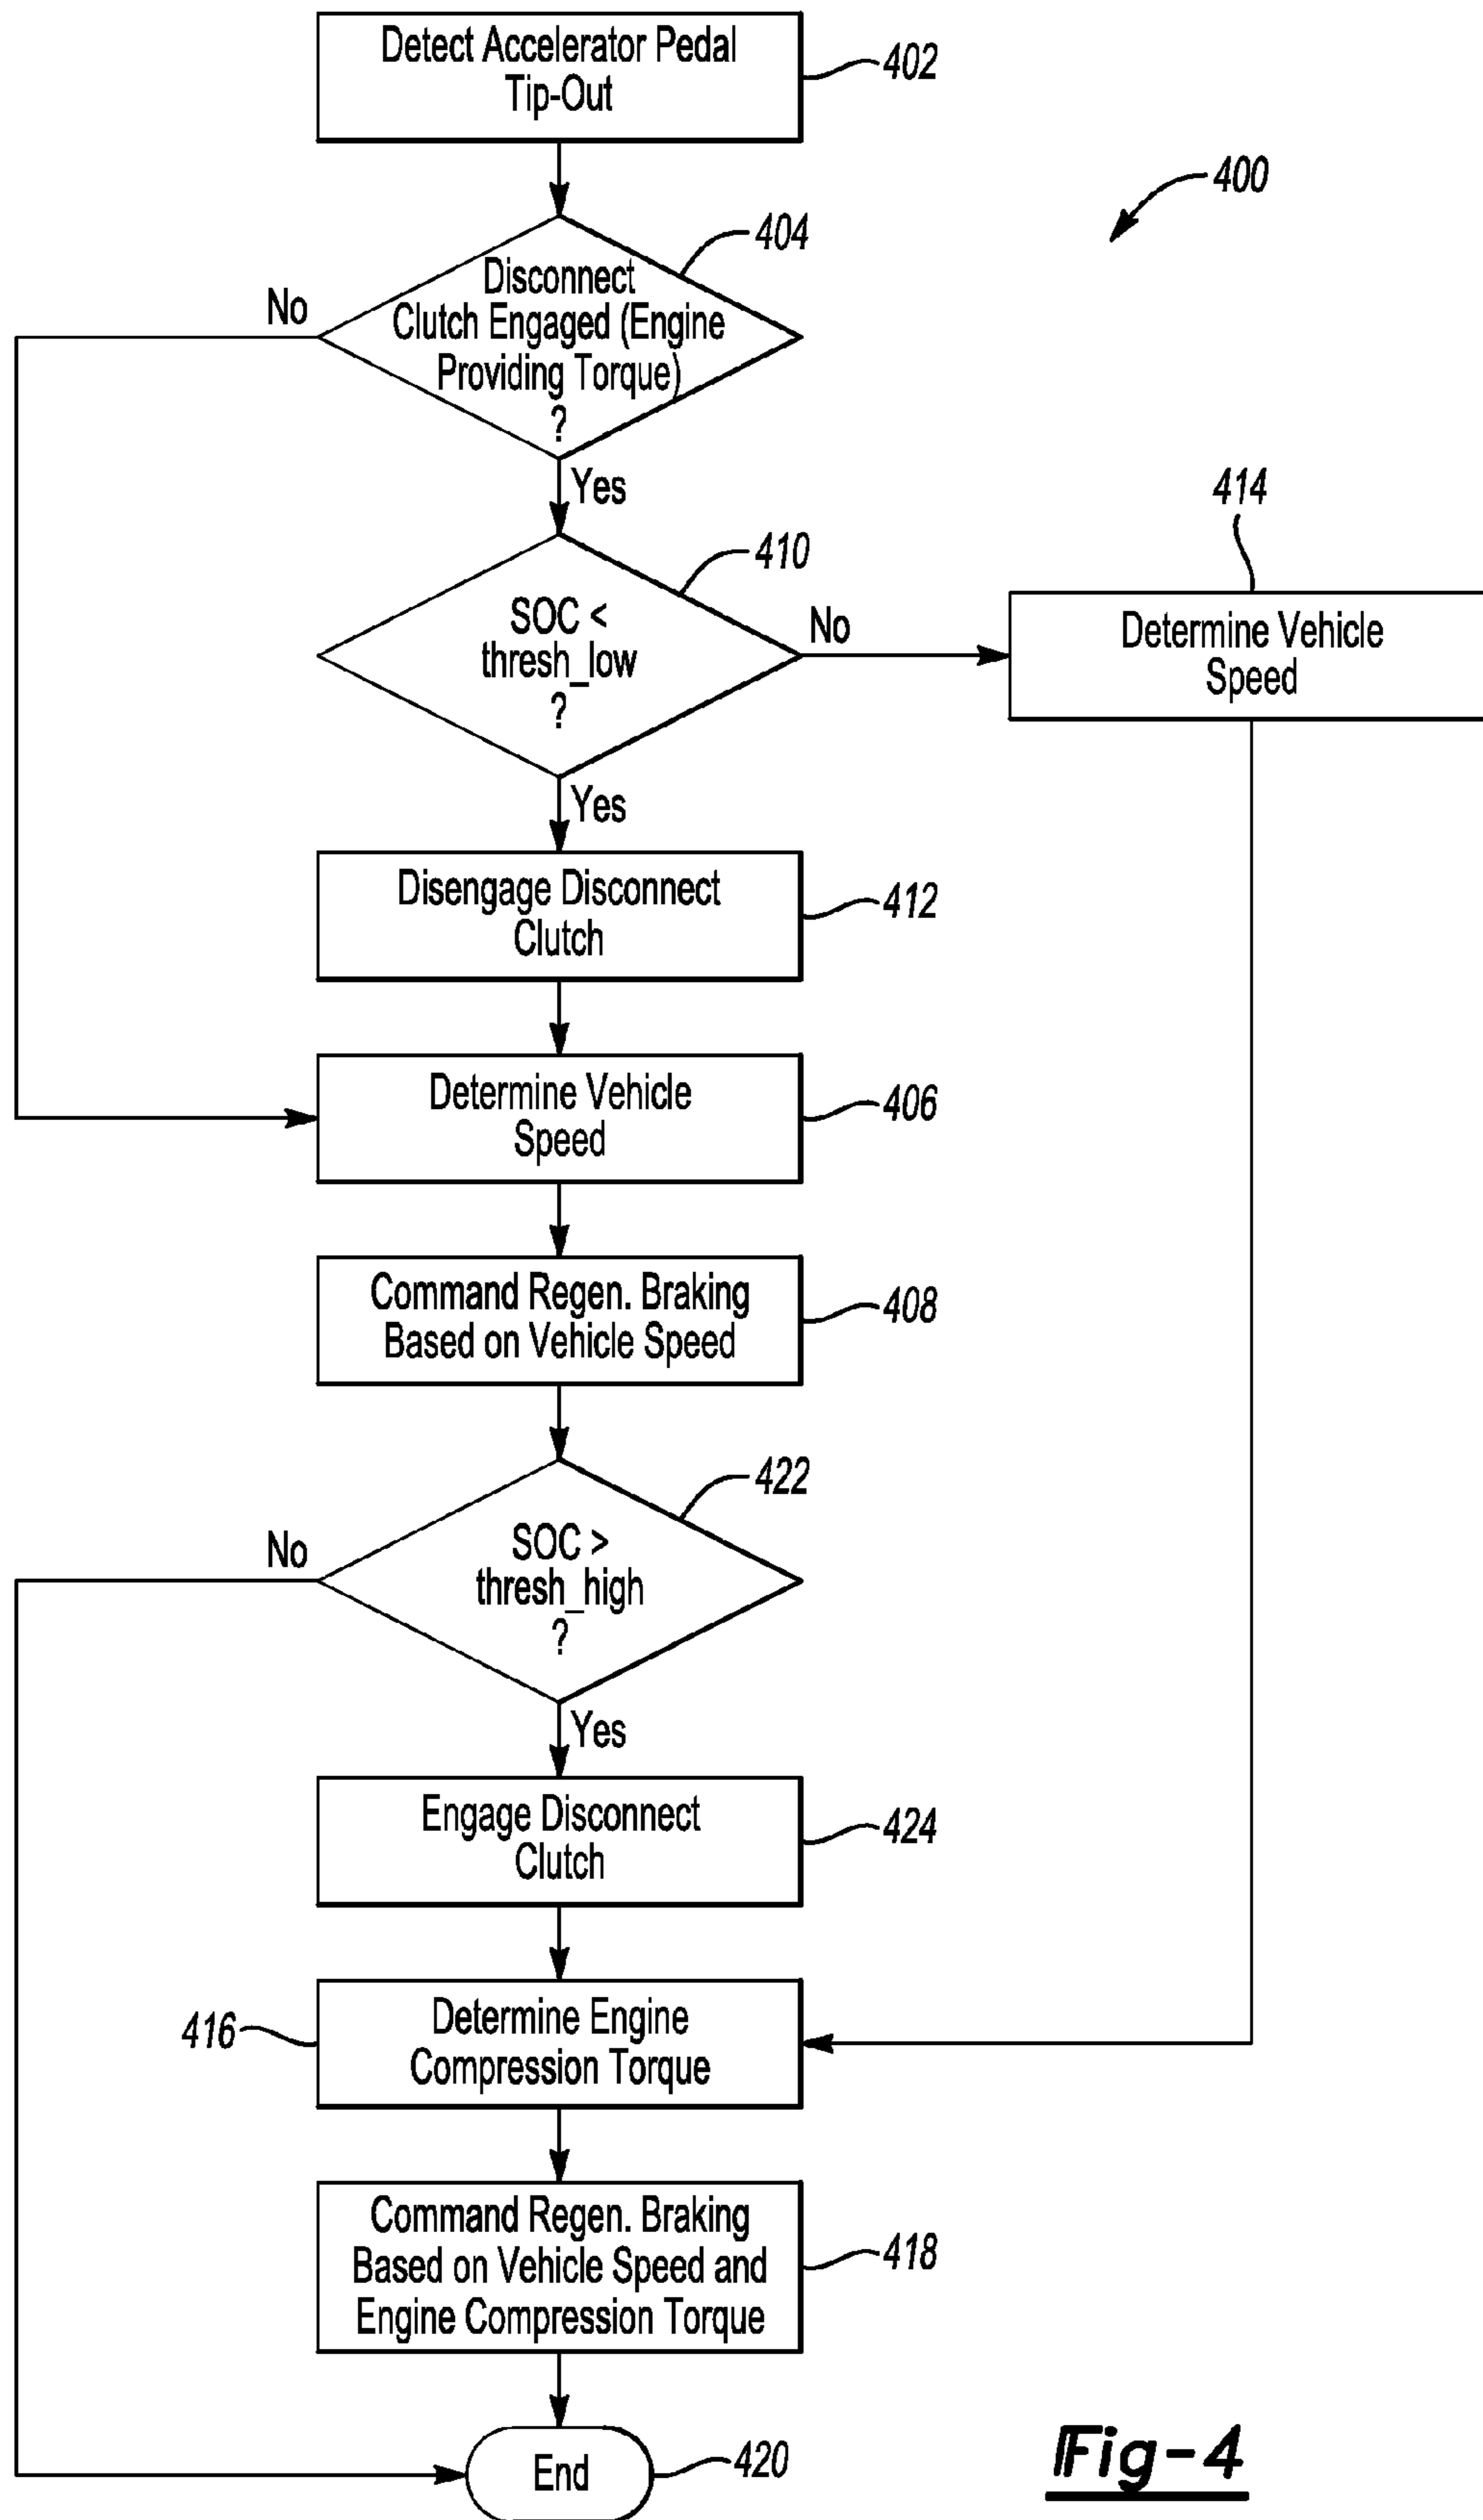 Detect Accelerator Pedal
Tip-Out
402
400
404
Disconnect
Clutch Engaged (Engine
Providing Torque)
?
No
Yes
414
410
SOC <
thresh_low
?
No
Determine Vehicle
Speed
Yes
Disengage Disconnect
Clutch
412
Determine Vehicle
Speed
406
Command Regen. Braking
Based on Vehicle Speed
408
422
SOC >
thresh_high
?
No
Yes
Engage Disconnect
Clutch
424
416
Determine Engine
Compression Torque
Command Regen. Braking
Based on Vehicle Speed and
Engine Compression Torque
418
End
420
Fig-4